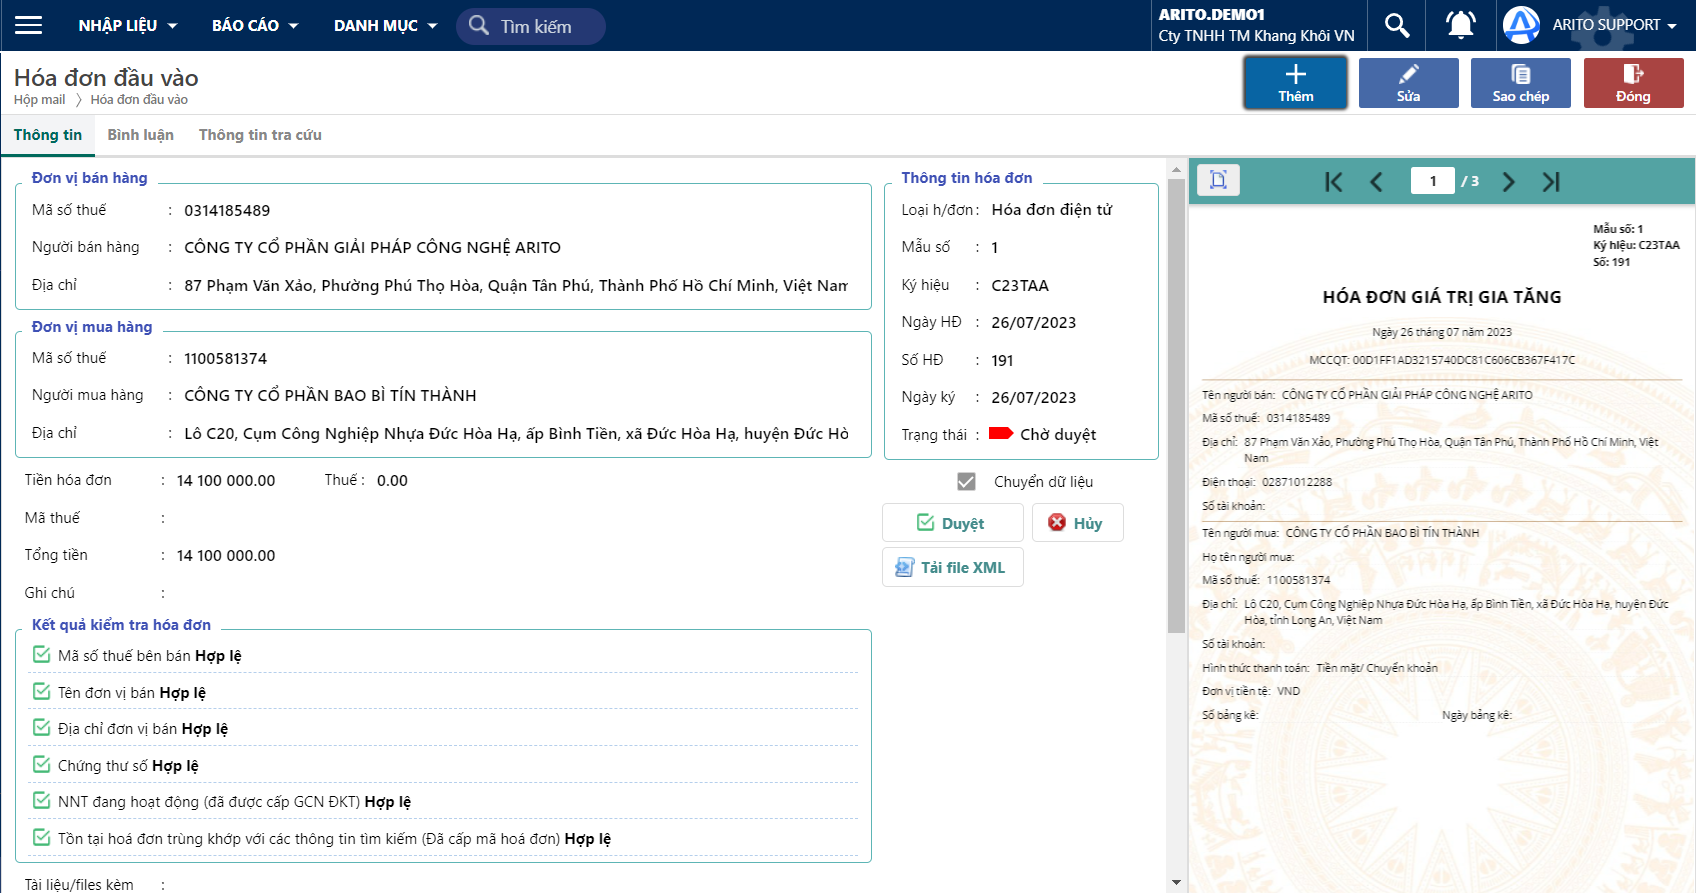 NHẬP LIỆU
BÁO CÁO
DANH MỤC
Tìm kiếm
ARITO.DEMO1
Cty TNHH TM Khang Khôi VN
ARITO SUPPORT
Hóa đơn đầu vào
Hộp mail 〉 Hóa đơn đầu vào
Thêm
Sửa
Sao chép
Đóng
Thông tin
Bình luận
Thông tin tra cứu
Đơn vị bán hàng
Mã số thuế : 0314185489
Người bán hàng : CÔNG TY CỔ PHẦN GIẢI PHÁP CÔNG NGHỆ ARITO
Địa chỉ : 87 Phạm Văn Xảo, Phường Phú Thọ Hòa, Quận Tân Phú, Thành Phố Hồ Chí Minh, Việt Nam
Đơn vị mua hàng
Mã số thuế : 1100581374
Người mua hàng : CÔNG TY CỔ PHẦN BAO BÌ TÍN THÀNH
Địa chỉ : Lô C20, Cụm Công Nghiệp Nhựa Đức Hòa Hạ, ấp Bình Tiền, xã Đức Hòa Hạ, huyện Đức Hò
Tiền hóa đơn : 14 100 000.00 Thuế : 0.00
Mã thuế :
Tổng tiền : 14 100 000.00
Ghi chú :
Kết quả kiểm tra hóa đơn
Mã số thuế bên bán Hợp lệ
Tên đơn vị bán Hợp lệ
Địa chỉ đơn vị bán Hợp lệ
Chứng thư số Hợp lệ
NNT đang hoạt động (đã được cấp GCN ĐKT) Hợp lệ
Tồn tại hoá đơn trùng khớp với các thông tin tìm kiếm (Đã cấp mã hoá đơn) Hợp lệ
Tài liệu/files kèm :
Thông tin hóa đơn
Loại h/đơn : Hóa đơn điện tử
Mẫu số : 1
Ký hiệu : C23TAA
Ngày HĐ : 26/07/2023
Số HĐ : 191
Ngày ký : 26/07/2023
Trạng thái : Chờ duyệt
Chuyển dữ liệu
Duyệt
Hủy
Tải file XML
1 / 3
Mẫu số: 1
Ký hiệu: C23TAA
Số: 191
HÓA ĐƠN GIÁ TRỊ GIA TĂNG
Ngày 26 tháng 07 năm 2023
MCCQT: 00D1FF1AD3215740DC81C606CB367F417C
Tên người bán: CÔNG TY CỔ PHẦN GIẢI PHÁP CÔNG NGHỆ ARITO
Mã số thuế: 0314185489
Địa chỉ: 87 Phạm Văn Xảo, Phường Phú Thọ Hòa, Quận Tân Phú, Thành Phố Hồ Chí Minh, Việt
Nam
Điện thoại: 02871012288
Số tài khoản:
Tên người mua: CÔNG TY CỔ PHẦN BAO BÌ TÍN THÀNH
Họ tên người mua:
Mã số thuế: 1100581374
Địa chỉ: Lô C20, Cụm Công Nghiệp Nhựa Đức Hòa Hạ, ấp Bình Tiền, xã Đức Hòa Hạ, huyện Đức
Hòa, tỉnh Long An, Việt Nam
Số tài khoản:
Hình thức thanh toán: Tiền mặt/ Chuyển khoản
Đơn vị tiền tệ: VND
Số bảng kê: Ngày bảng kê: